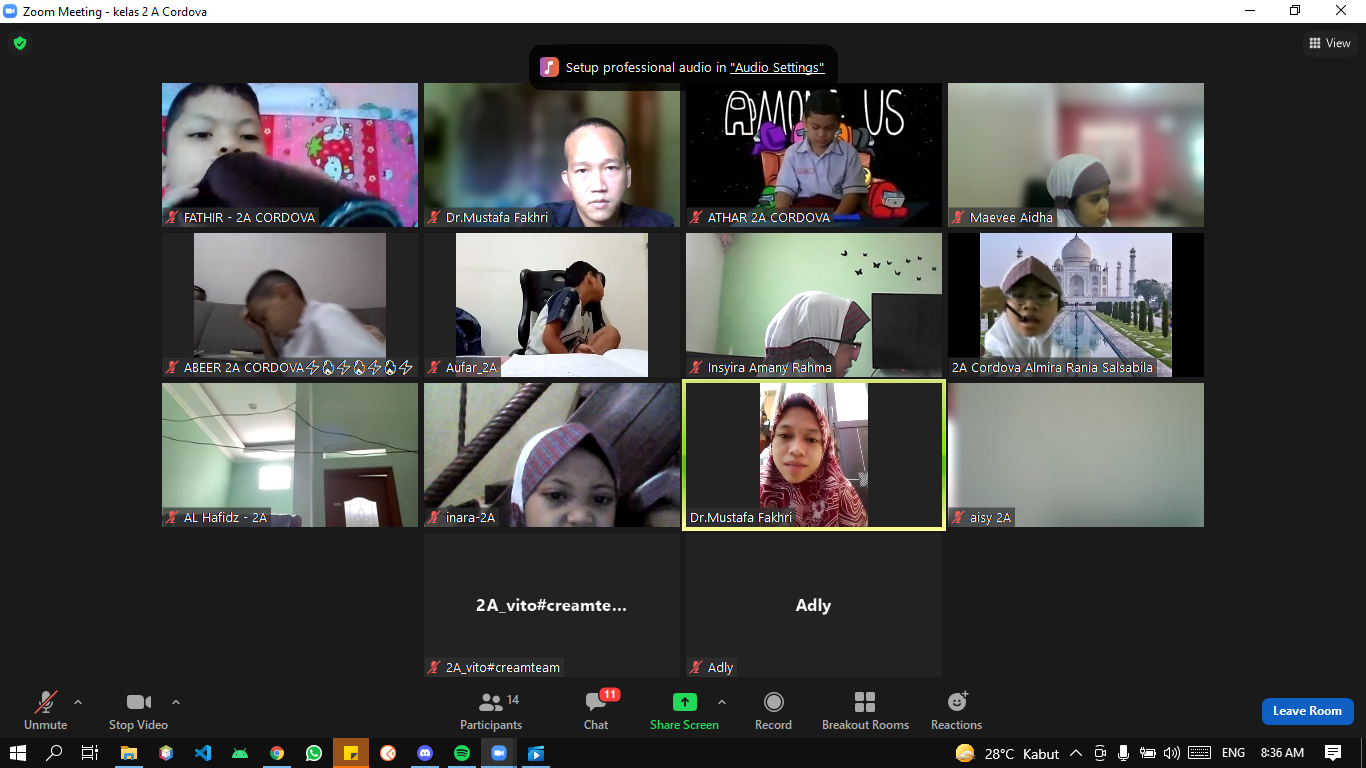 Zoom Meeting - kelas 2 A Cordova
View
Setup professional audio in "Audio Settings"
AMONG US
FATHIR - 2A CORDOVA
Dr.Mustafa Fakhri
ATHAR 2A CORDOVA
Maevee Aidha
ABEER 2A CORDOVA
Aufar_2A
Insyira Amany Rahma
2A Cordova Almira Rania Salsabila
AL Hafidz - 2A
inara-2A
Dr.Mustafa Fakhri
aisy 2A
2A_vito#creamte...
Adly
2A_vito#creamteam
Adly
14
11
Unmute
Stop Video
Participants
Chat
Share Screen
Record
Breakout Rooms
Reactions
Leave Room
28°C Kabut
ENG
8:36 AM